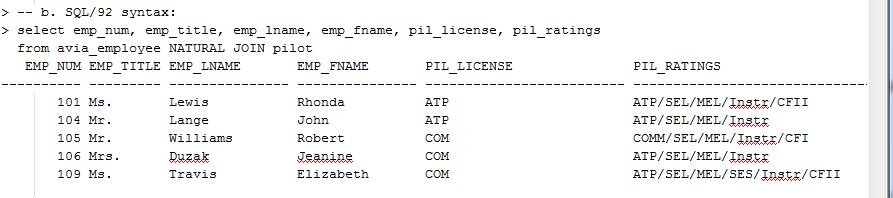 > -- b. SQL/92 syntax:
> select emp_num, emp_title, emp_lname, emp_fname, pil_license, pil_ratings
from avia_employee NATURAL JOIN pilot
EMP_NUM EMP_TITLE EMP_LNAME EMP_FNAME PIL_LICENSE PIL_RATINGS
---------- --------- --------------- --------------- ------------------------- -------------------------
101 Ms. Lewis Rhonda ATP ATP/SEL/MEL/Instr/CFII
104 Mr. Lange John ATP ATP/SEL/MEL/Instr
105 Mr. Williams Robert COM COMM/SEL/MEL/Instr/CFI
106 Mrs. Duzak Jeanine COM ATP/SEL/MEL/Instr
109 Ms. Travis Elizabeth COM ATP/SEL/MEL/SES/Instr/CFII